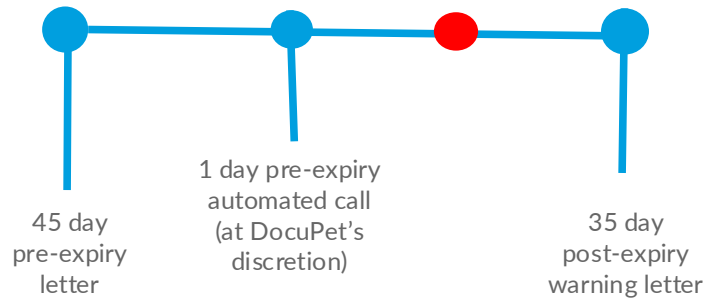 45 day
pre-expiry
letter
1 day pre-expiry
automated call
(at DocuPet’s
discretion)
35 day
post-expiry
warning letter